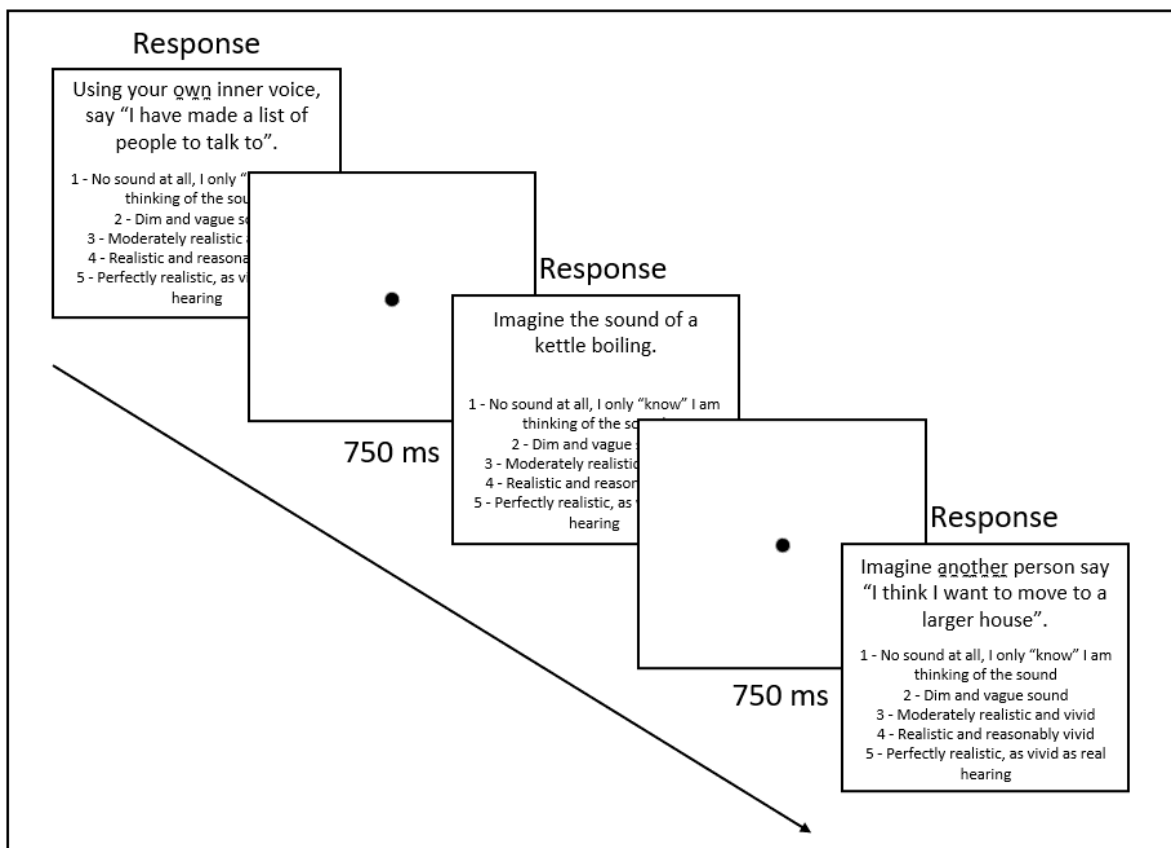 Response
Using your own inner voice,
say “I have made a list of
people to talk to”.
1 - No sound at all, I only “
thinking of the sou
2 - Dim and vague s
3 - Moderately realistic
4 - Realistic and reasona
5 - Perfectly realistic, as vi
hearing
750 ms
Response
Imagine the sound of a
kettle boiling.
1 - No sound at all, I only “know” I am
thinking of the so
2 - Dim and vague
3 - Moderately realistic
4 - Realistic and reason
5 - Perfectly realistic, as
hearing
750 ms
Response
Imagine another person say
“I think I want to move to a
larger house”.
1 - No sound at all, I only “know” I am
thinking of the sound
2 - Dim and vague sound
3 - Moderately realistic and vivid
4 - Realistic and reasonably vivid
5 - Perfectly realistic, as vivid as real
hearing